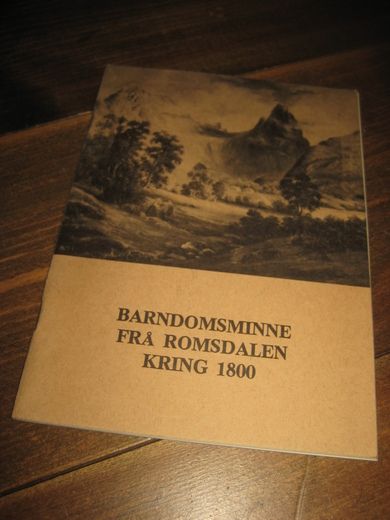 BARNDOMSMINNE
FRÅ ROMSDALEN
KRING 1800